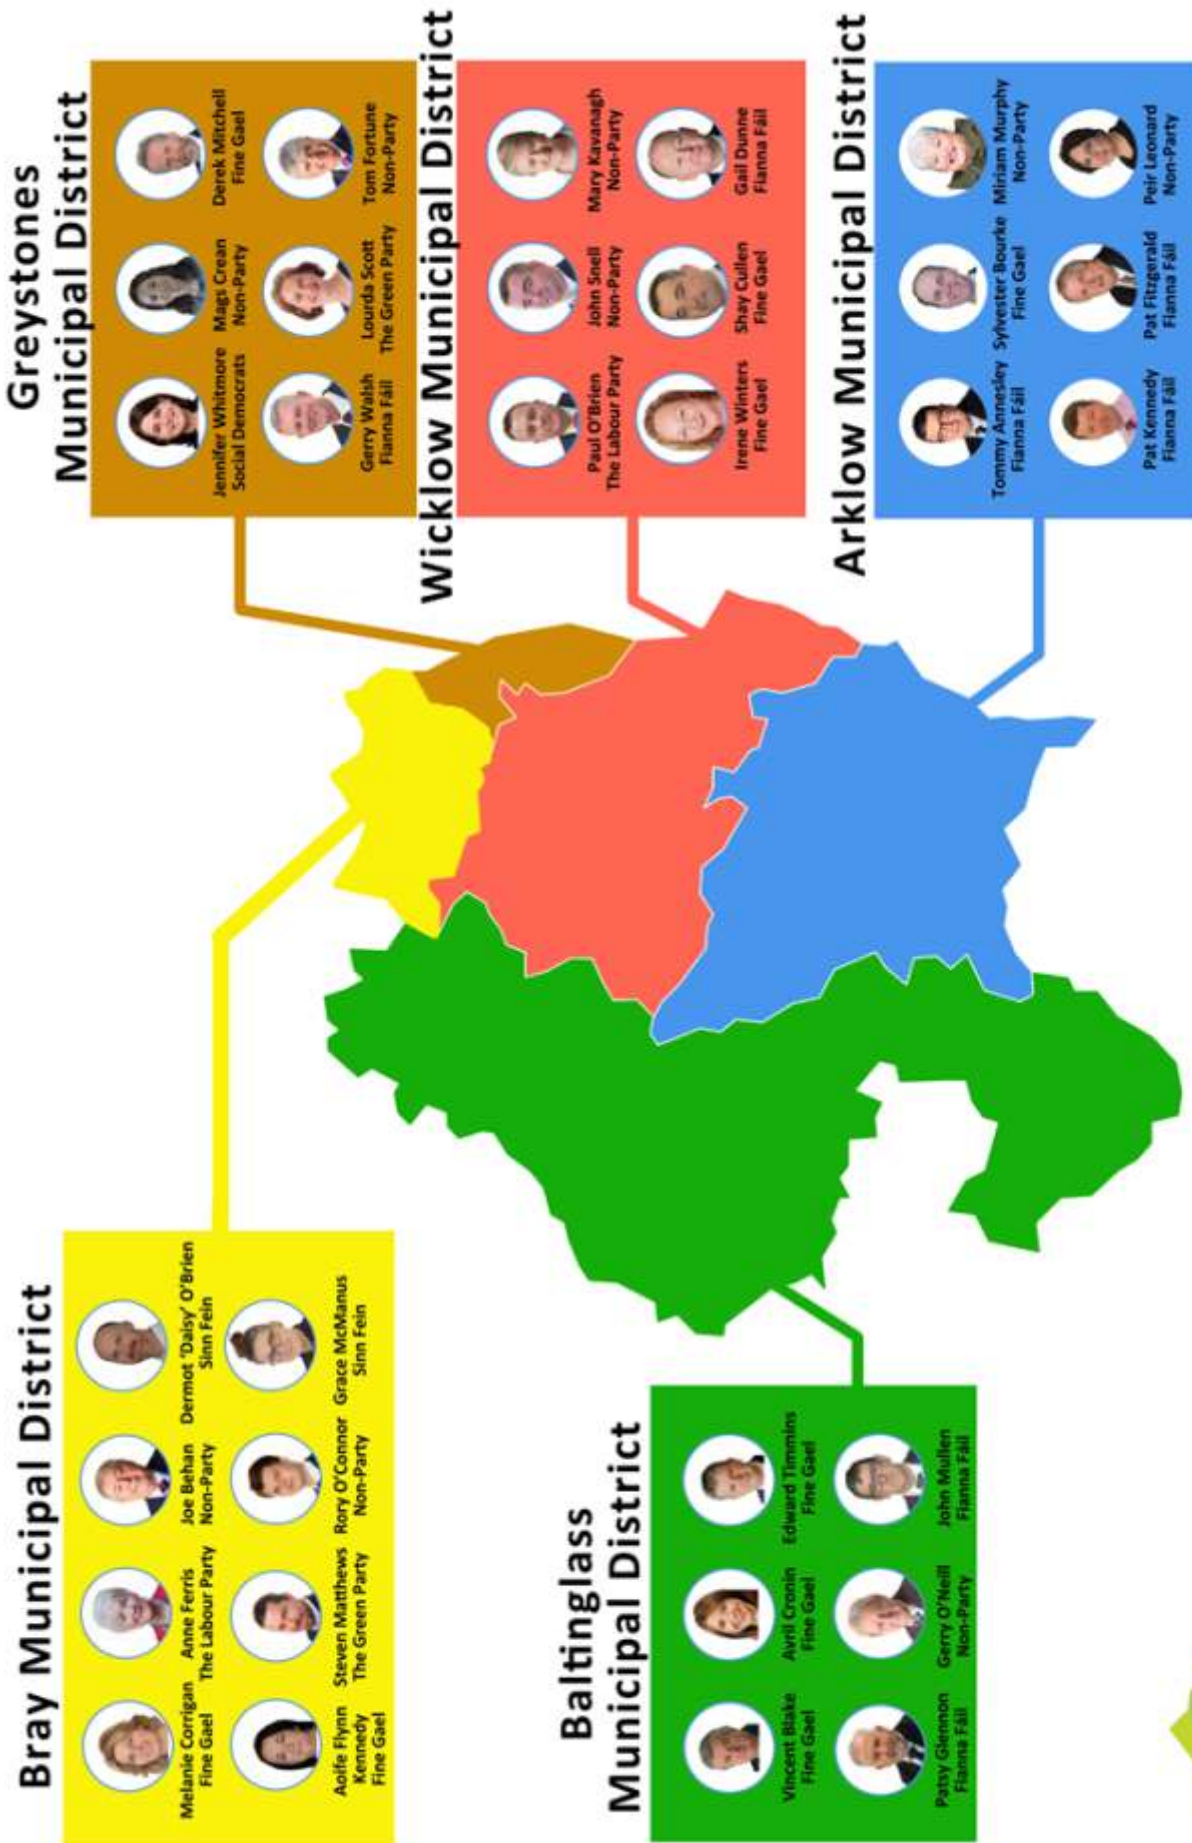 Bray Municipal District
Melanie Corrigan
Fine Gael
Anne Ferris
The Labour Party
Joe Behan
Non-Party
Dermot ‘Daisy’ O’Brien
Sinn Fein
Aoife Flynn
Kennedy
Fine Gael
Steven Matthews
The Green Party
Rory O’Connor
Non-Party
Grace McManus
Sinn Fein
Greystones
Municipal District
Jennifer Whitmore
Social Democrats
Mags Crean
Non-Party
Derek Mitchell
Fine Gael
Gerry Walsh
Fianna Fáil
Lourda Scott
The Green Party
Tom Fortune
Non-Party
Wicklow Municipal District
Paul O’Brien
The Labour Party
John Snell
Non-Party
Mary Kavanagh
Non-Party
Irene Winters
Fine Gael
Shay Cullen
Fine Gael
Gail Dunne
Fianna Fáil
Baltinglass
Municipal District
Vincent Blake
Fine Gael
Avril Cronin
Fine Gael
Edward Timmins
Fine Gael
Patsy Glennon
Fianna Fáil
Gerry O’Neill
Non-Party
John Mullen
Fianna Fáil
Arklow Municipal District
Tommy Annesley
Fianna Fáil
Sylvester Bourke
Fine Gael
Miriam Murphy
Non-Party
Pat Kennedy
Fianna Fáil
Pat Fitzgerald
Fianna Fáil
Peir Leonard
Non-Party